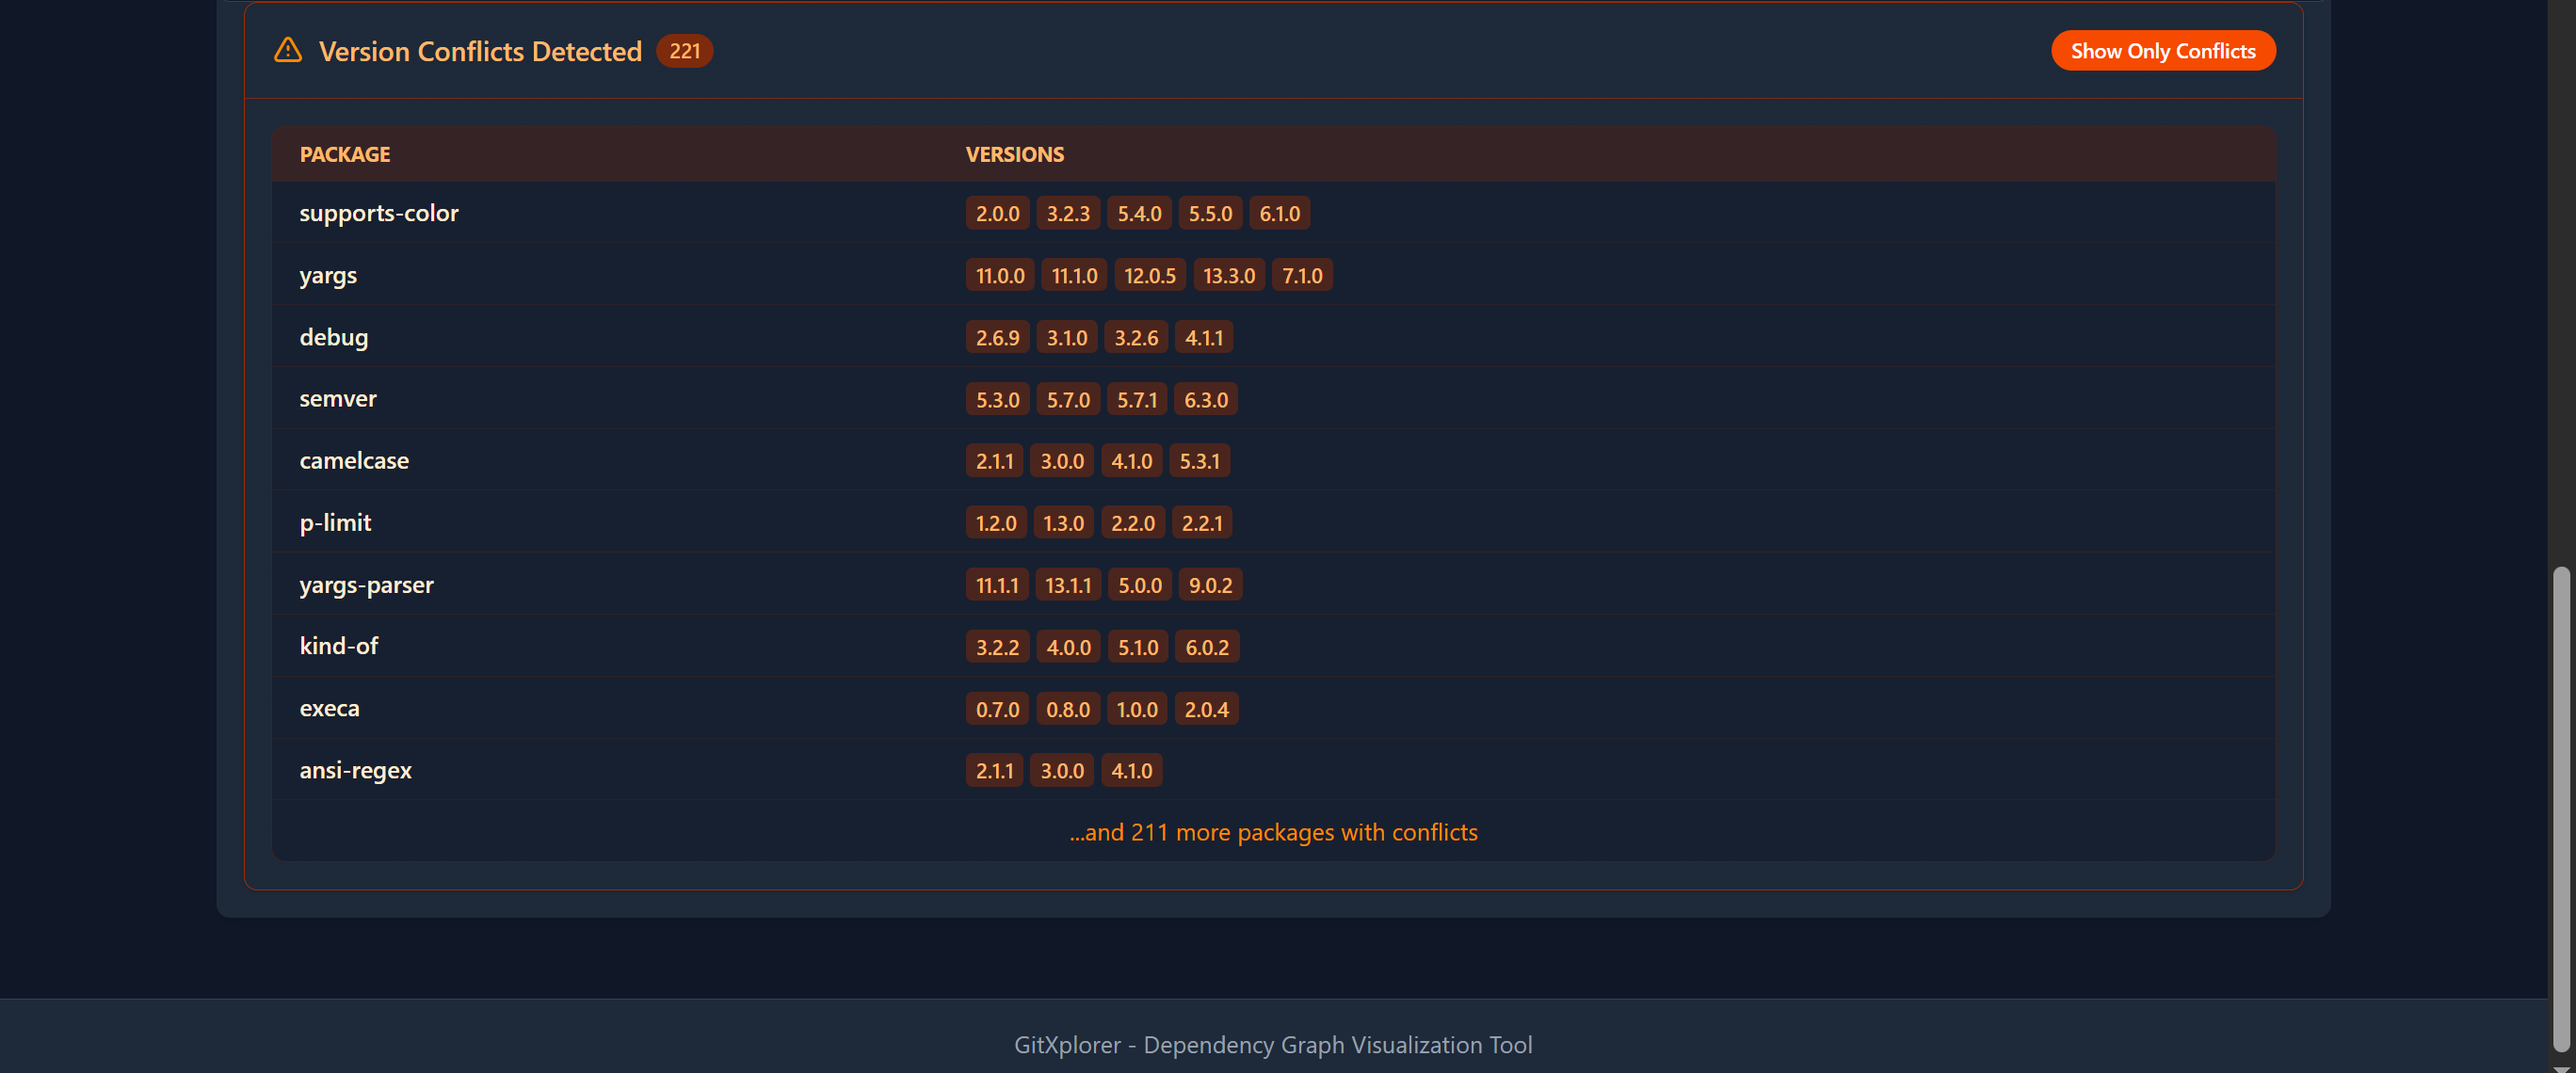 Version Conflicts Detected 221 Show Only Conflicts
PACKAGE VERSIONS
supports-color 2.0.0 3.2.3 5.4.0 5.5.0 6.1.0
yargs 11.0.0 11.1.0 12.0.5 13.3.0 7.1.0
debug 2.6.9 3.1.0 3.2.6 4.1.1
semver 5.3.0 5.7.0 5.7.1 6.3.0
camelcase 2.1.1 3.0.0 4.1.0 5.3.1
p-limit 1.2.0 1.3.0 2.2.0 2.2.1
yargs-parser 11.1.1 13.1.1 5.0.0 9.0.2
kind-of 3.2.2 4.0.0 5.1.0 6.0.2
execa 0.7.0 0.8.0 1.0.0 2.0.4
ansi-regex 2.1.1 3.0.0 4.1.0
...and 211 more packages with conflicts
GitXplorer - Dependency Graph Visualization Tool